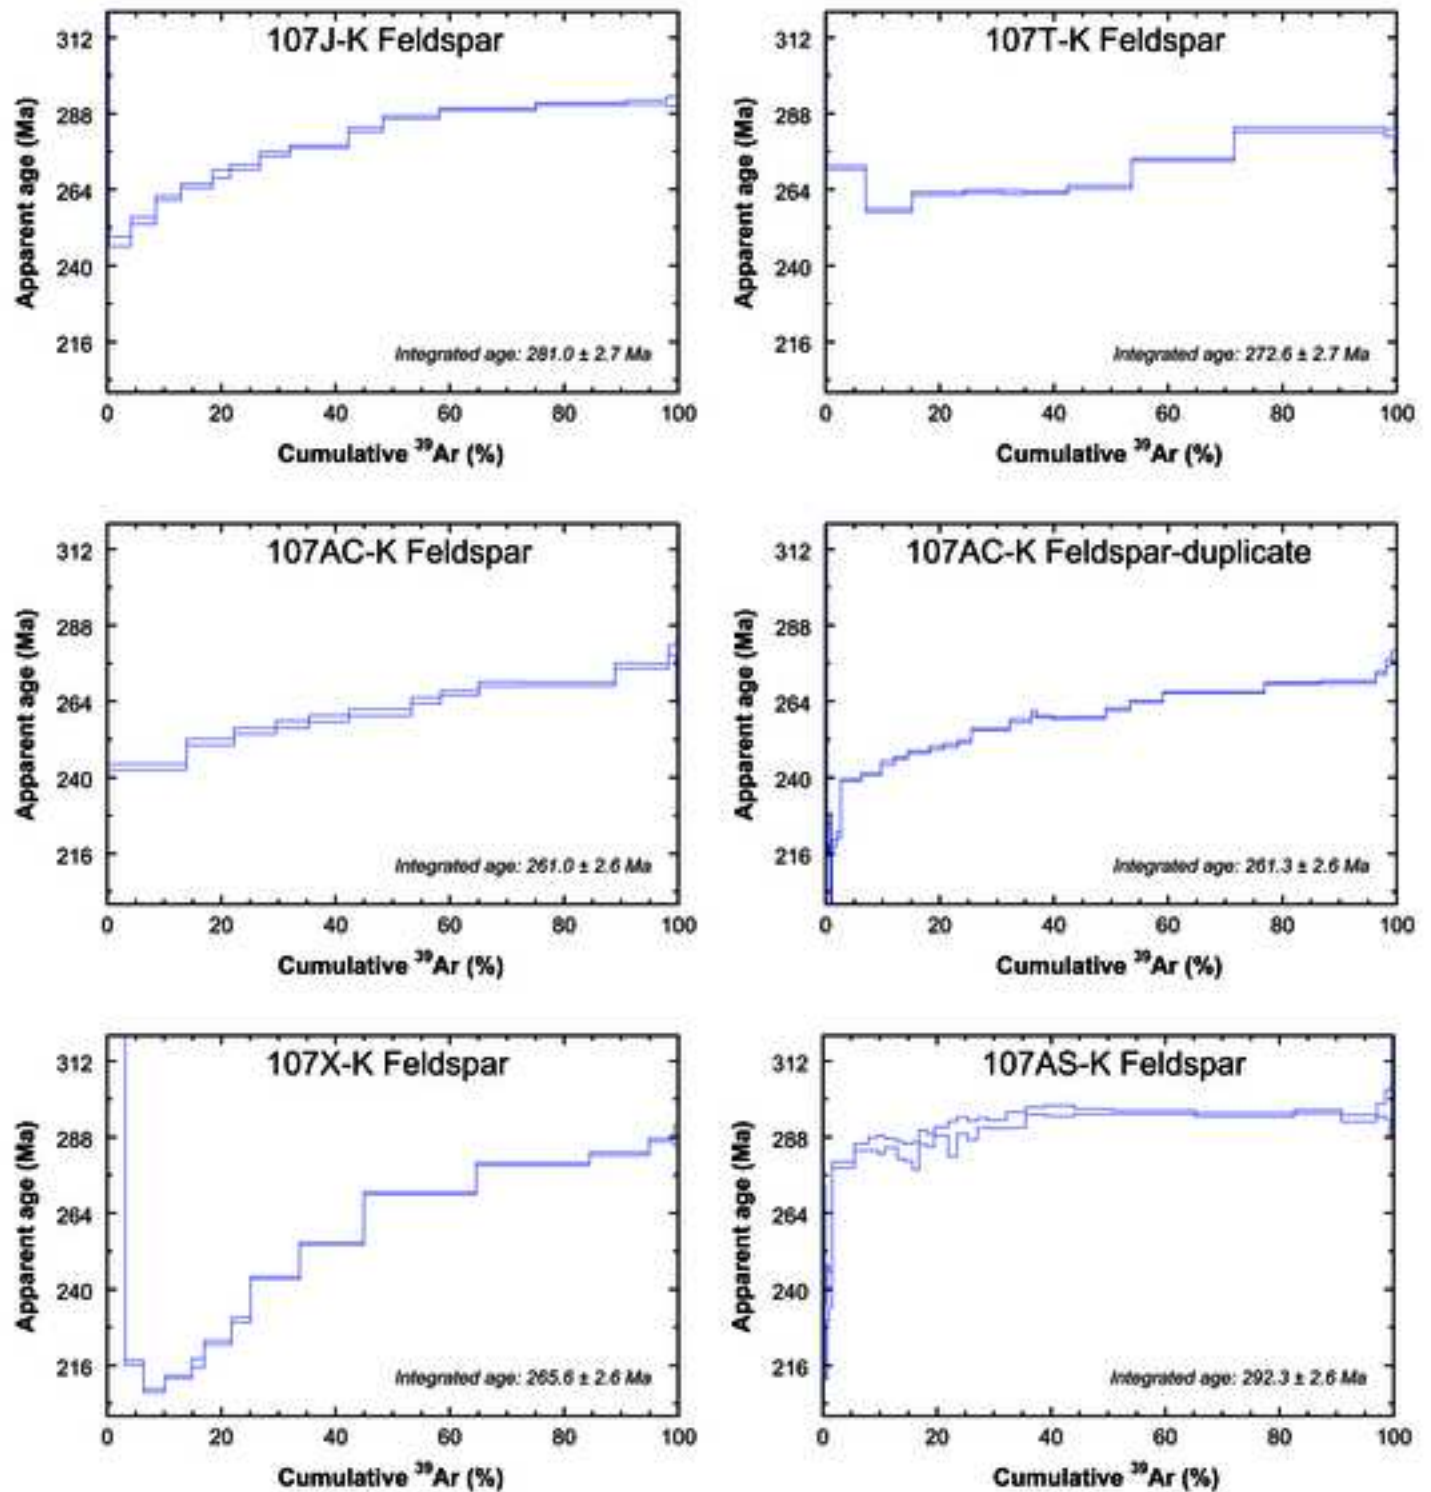 107J-K Feldspar
312
288
264
240
216
Apparent age (Ma)
Integrated age: 281.0 ± 2.7 Ma
0 20 40 60 80 100
Cumulative ³⁹Ar (%)
107T-K Feldspar
312
288
264
240
216
Apparent age (Ma)
Integrated age: 272.6 ± 2.7 Ma
0 20 40 60 80 100
Cumulative ³⁹Ar (%)
107AC-K Feldspar
312
288
264
240
216
Apparent age (Ma)
Integrated age: 261.0 ± 2.6 Ma
0 20 40 60 80 100
Cumulative ³⁹Ar (%)
107AC-K Feldspar-duplicate
312
288
264
240
216
Apparent age (Ma)
Integrated age: 261.3 ± 2.6 Ma
0 20 40 60 80 100
Cumulative ³⁹Ar (%)
107X-K Feldspar
312
288
264
240
216
Apparent age (Ma)
Integrated age: 265.6 ± 2.6 Ma
0 20 40 60 80 100
Cumulative ³⁹Ar (%)
107AS-K Feldspar
312
288
264
240
216
Apparent age (Ma)
Integrated age: 292.3 ± 2.6 Ma
0 20 40 60 80 100
Cumulative ³⁹Ar (%)